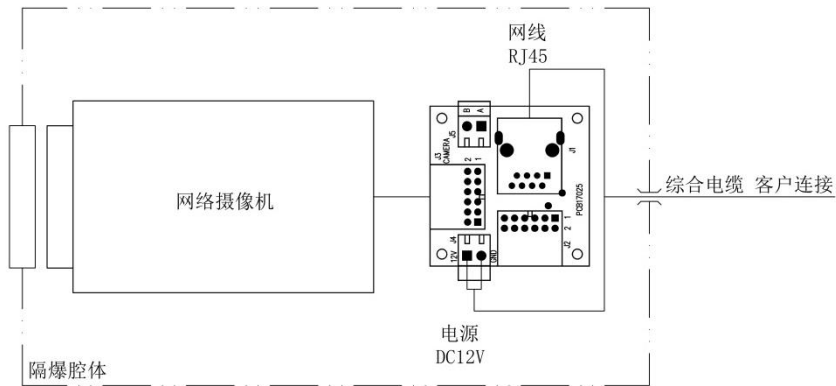 网线
RJ45
B A
J5
J3
CAMERA
2 1
J1
PCB17025
网络摄像机
综合电缆 客户连接
1
2
J2
J4
12V
GND
电源
DC12V
隔爆腔体